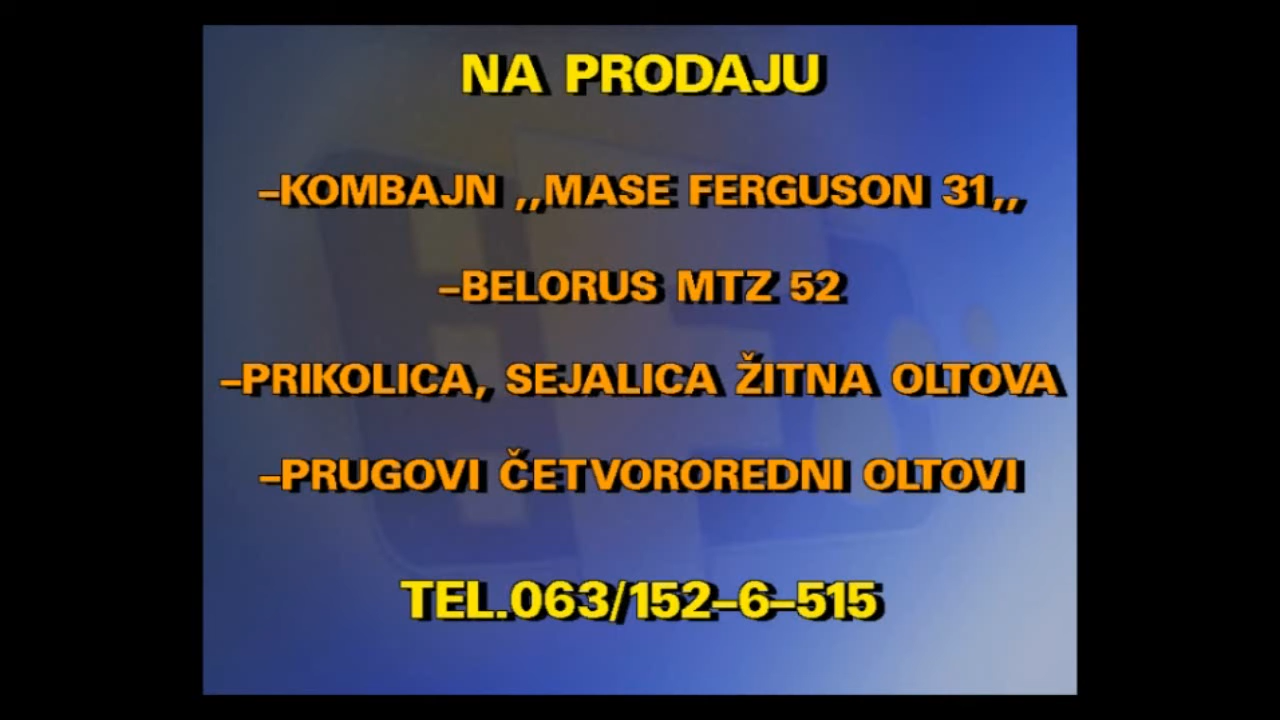 NA PRODAJU
-KOMBAJN ,,MASE FERGUSON 31,,
-BELORUS MTZ 52
-PRIKOLICA, SEJALICA ŽITNA OLTOVA
-PRUGOVI ČETVOROREDNI OLTOVI
TEL.063/152-6-515